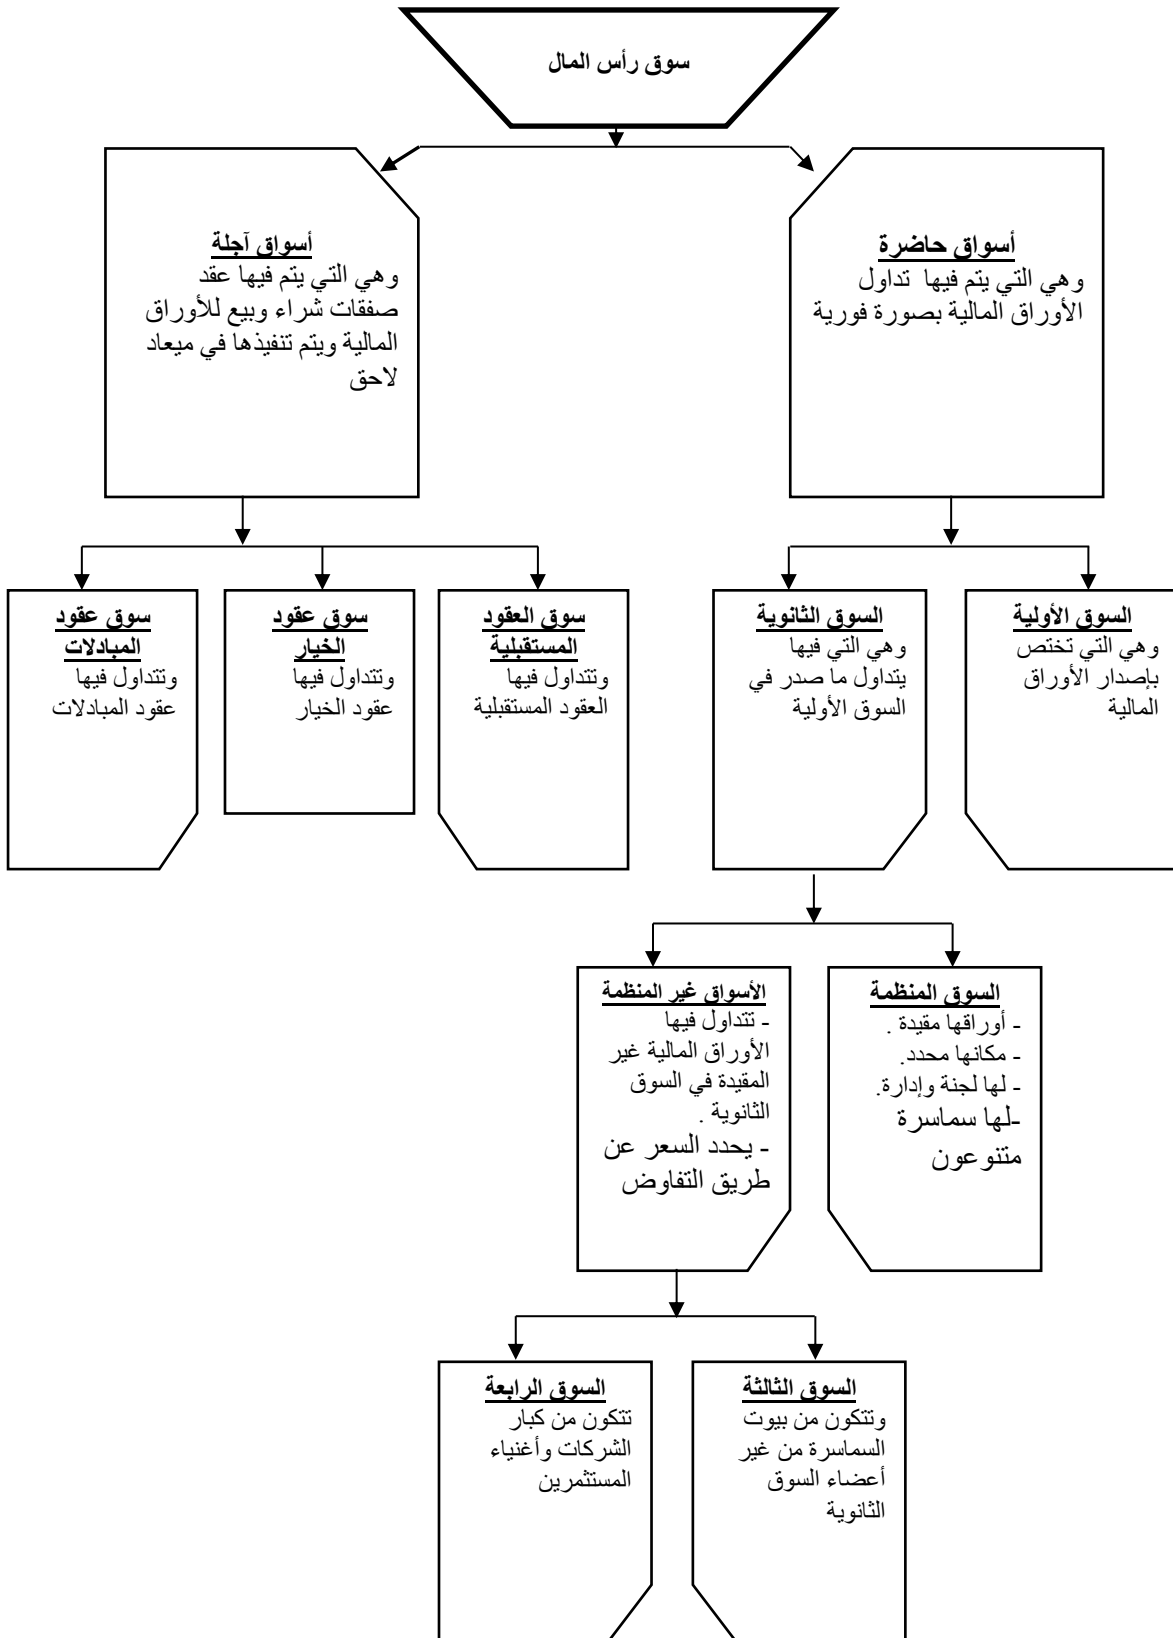 سوق رأس المال
أسواق حاضرة
وهي التي يتم فيها تداول
الأوراق المالية بصورة فورية
أسواق آجلة
وهي التي يتم فيها عقد
صفقات شراء وبيع للأوراق
المالية ويتم تنفيذها في ميعاد
لاحق
السوق الأولية
وهي التي تختص
بإصدار الأوراق
المالية
السوق الثانوية
وهي التي فيها
يتداول ما صدر في
السوق الأولية
سوق العقود
المستقبلية
وتتداول فيها
العقود المستقبلية
سوق عقود
الخيار
وتتداول فيها
عقود الخيار
سوق عقود
المبادلات
وتتداول فيها
عقود المبادلات
السوق المنظمة
- أوراقها مقيدة .
- مكانها محدد.
- لها لجنة وإدارة.
-لها سماسرة
متنوعون
الأسواق غير المنظمة
- تتداول فيها
الأوراق المالية غير
المقيدة في السوق
الثانوية .
- يحدد السعر عن
طريق التفاوض
السوق الثالثة
وتتكون من بيوت
السماسرة من غير
أعضاء السوق
الثانوية
السوق الرابعة
تتكون من كبار
الشركات وأغنياء
المستثمرين